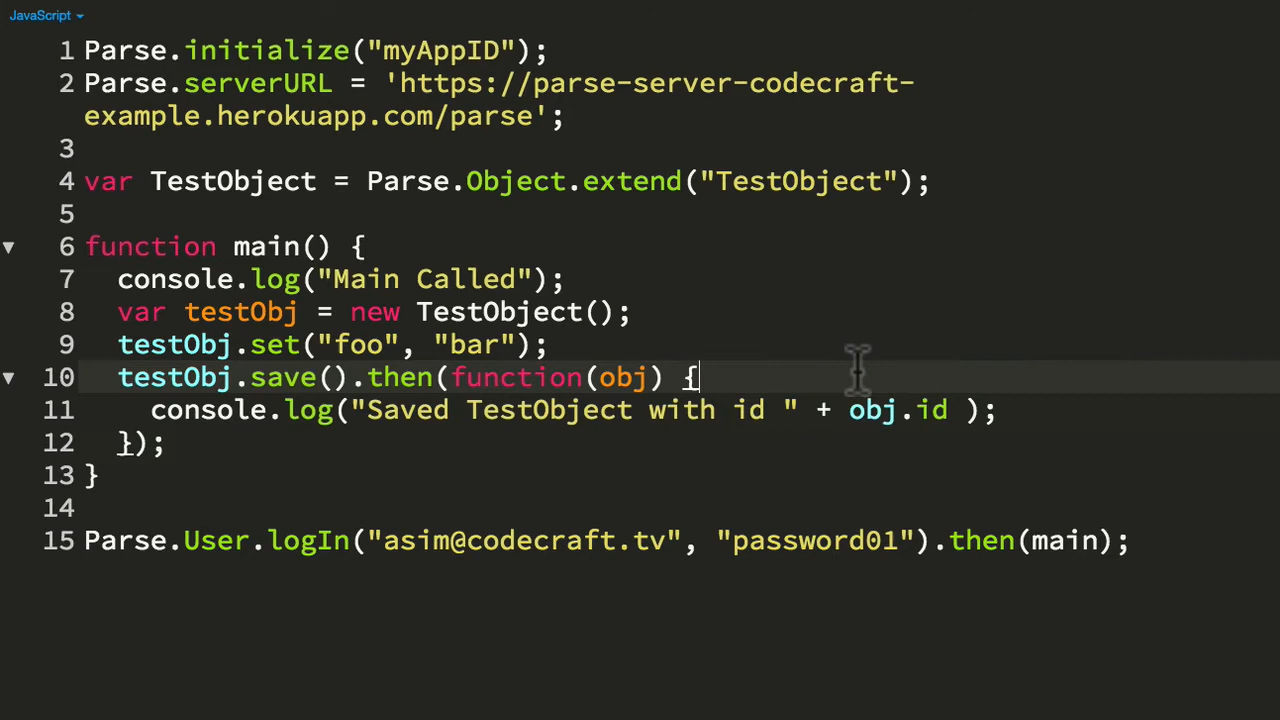 JavaScript
1 Parse.initialize("myAppID");
2 Parse.serverURL = 'https://parse-server-codecraft-
example.herokuapp.com/parse';
3
4 var TestObject = Parse.Object.extend("TestObject");
5
6 function main() {
7   console.log("Main Called");
8   var testObj = new TestObject();
9   testObj.set("foo", "bar");
10   testObj.save().then(function(obj) {
11     console.log("Saved TestObject with id " + obj.id );
12   });
13 }
14
15 Parse.User.logIn("asim@codecraft.tv", "password01").then(main);